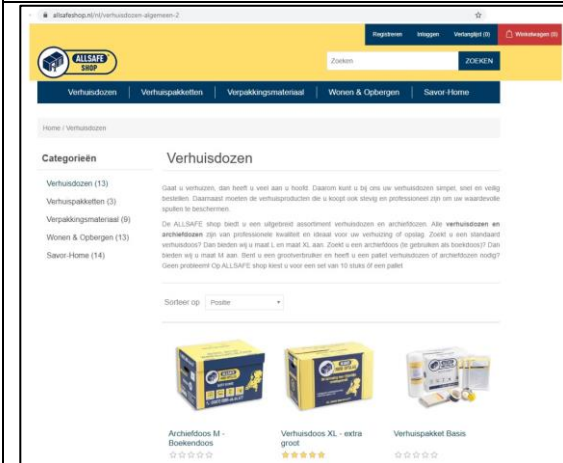 allsafeshop.nl/nl/verhuisdozen-algemeen-2
Registreren Inloggen Verlanglijst (0) Winkelwagen (0)
ALLSAFE
SHOP
Zoeken ZOEKEN
Verhuisdozen Verhuispakketten Verpakkingsmateriaal Wonen & Opbergen Savor-Home
Home / Verhuisdozen
Categorieën
Verhuisdozen (13)
Verhuispakketten (3)
Verpakkingsmateriaal (9)
Wonen & Opbergen (13)
Savor-Home (14)
Verhuisdozen
Gaat u verhuizen, dan heeft u veel aan u hoofd. Daarom kunt u bij ons uw verhuisdozen simpel, snel en veilig
bestellen. Daarnaast moeten de verhuisproducten die u koopt ook stevig en professioneel zijn om uw waardevolle
spullen te beschermen.
De ALLSAFE shop biedt u een uitgebreid assortiment verhuisdozen en archiefdozen. Alle verhuisdozen en
archiefdozen zijn van professionele kwaliteit en ideaal voor uw verhuizing of opslag. Zoekt u een standaard
verhuisdoos? Dan bieden wij u maat L en maat XL aan. Zoekt u een archiefdoos (te gebruiken als boekdoos)? Dan
bieden wij u maat M aan. Bent u een grootverbruiker en heeft u een pallet verhuisdozen of archiefdozen nodig?
Geen probleem! Op ALLSAFE shop kiest u voor een set van 10 stuks óf een pallet
Sorteer op Positie
Archiefdoos M -
Boekendoos
Verhuisdoos XL - extra
groot
Verhuispakket Basis